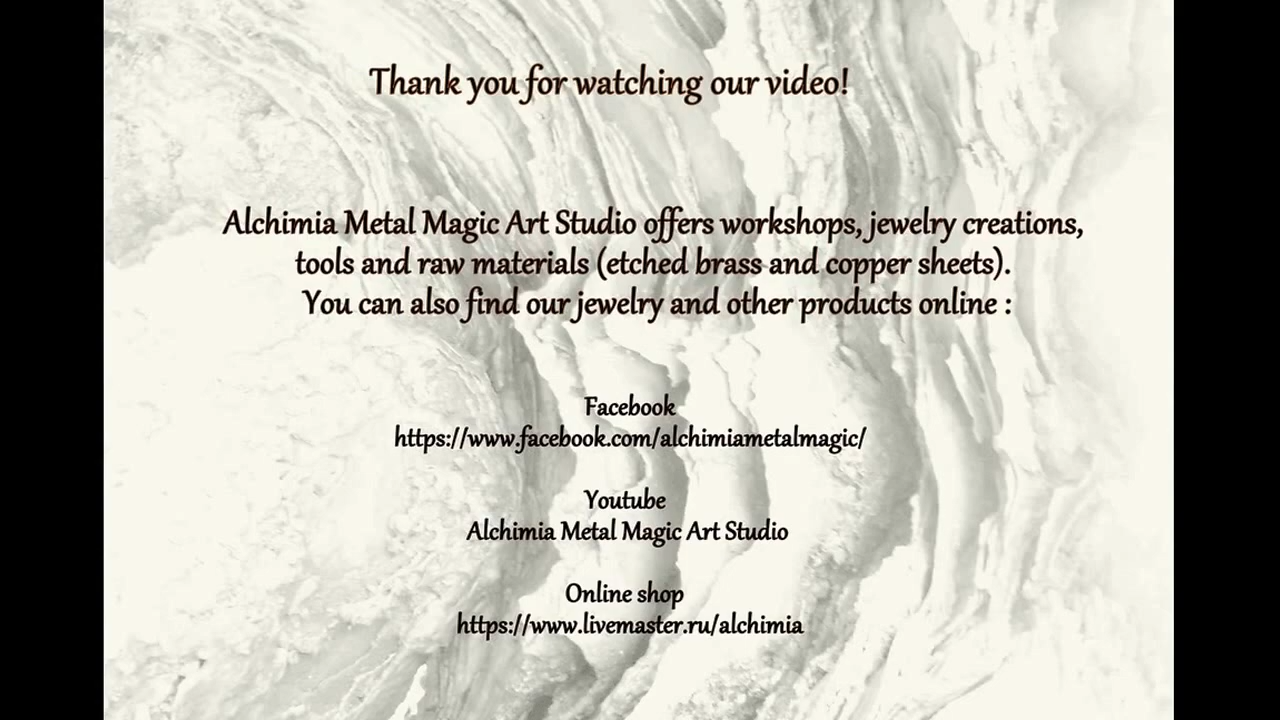 Thank you for watching our video!
Alchimia Metal Magic Art Studio offers workshops, jewelry creations,
tools and raw materials (etched brass and copper sheets).
You can also find our jewelry and other products online :
Facebook
https://www.facebook.com/alchimiametalmagic/
Youtube
Alchimia Metal Magic Art Studio
Online shop
https://www.livemaster.ru/alchimia